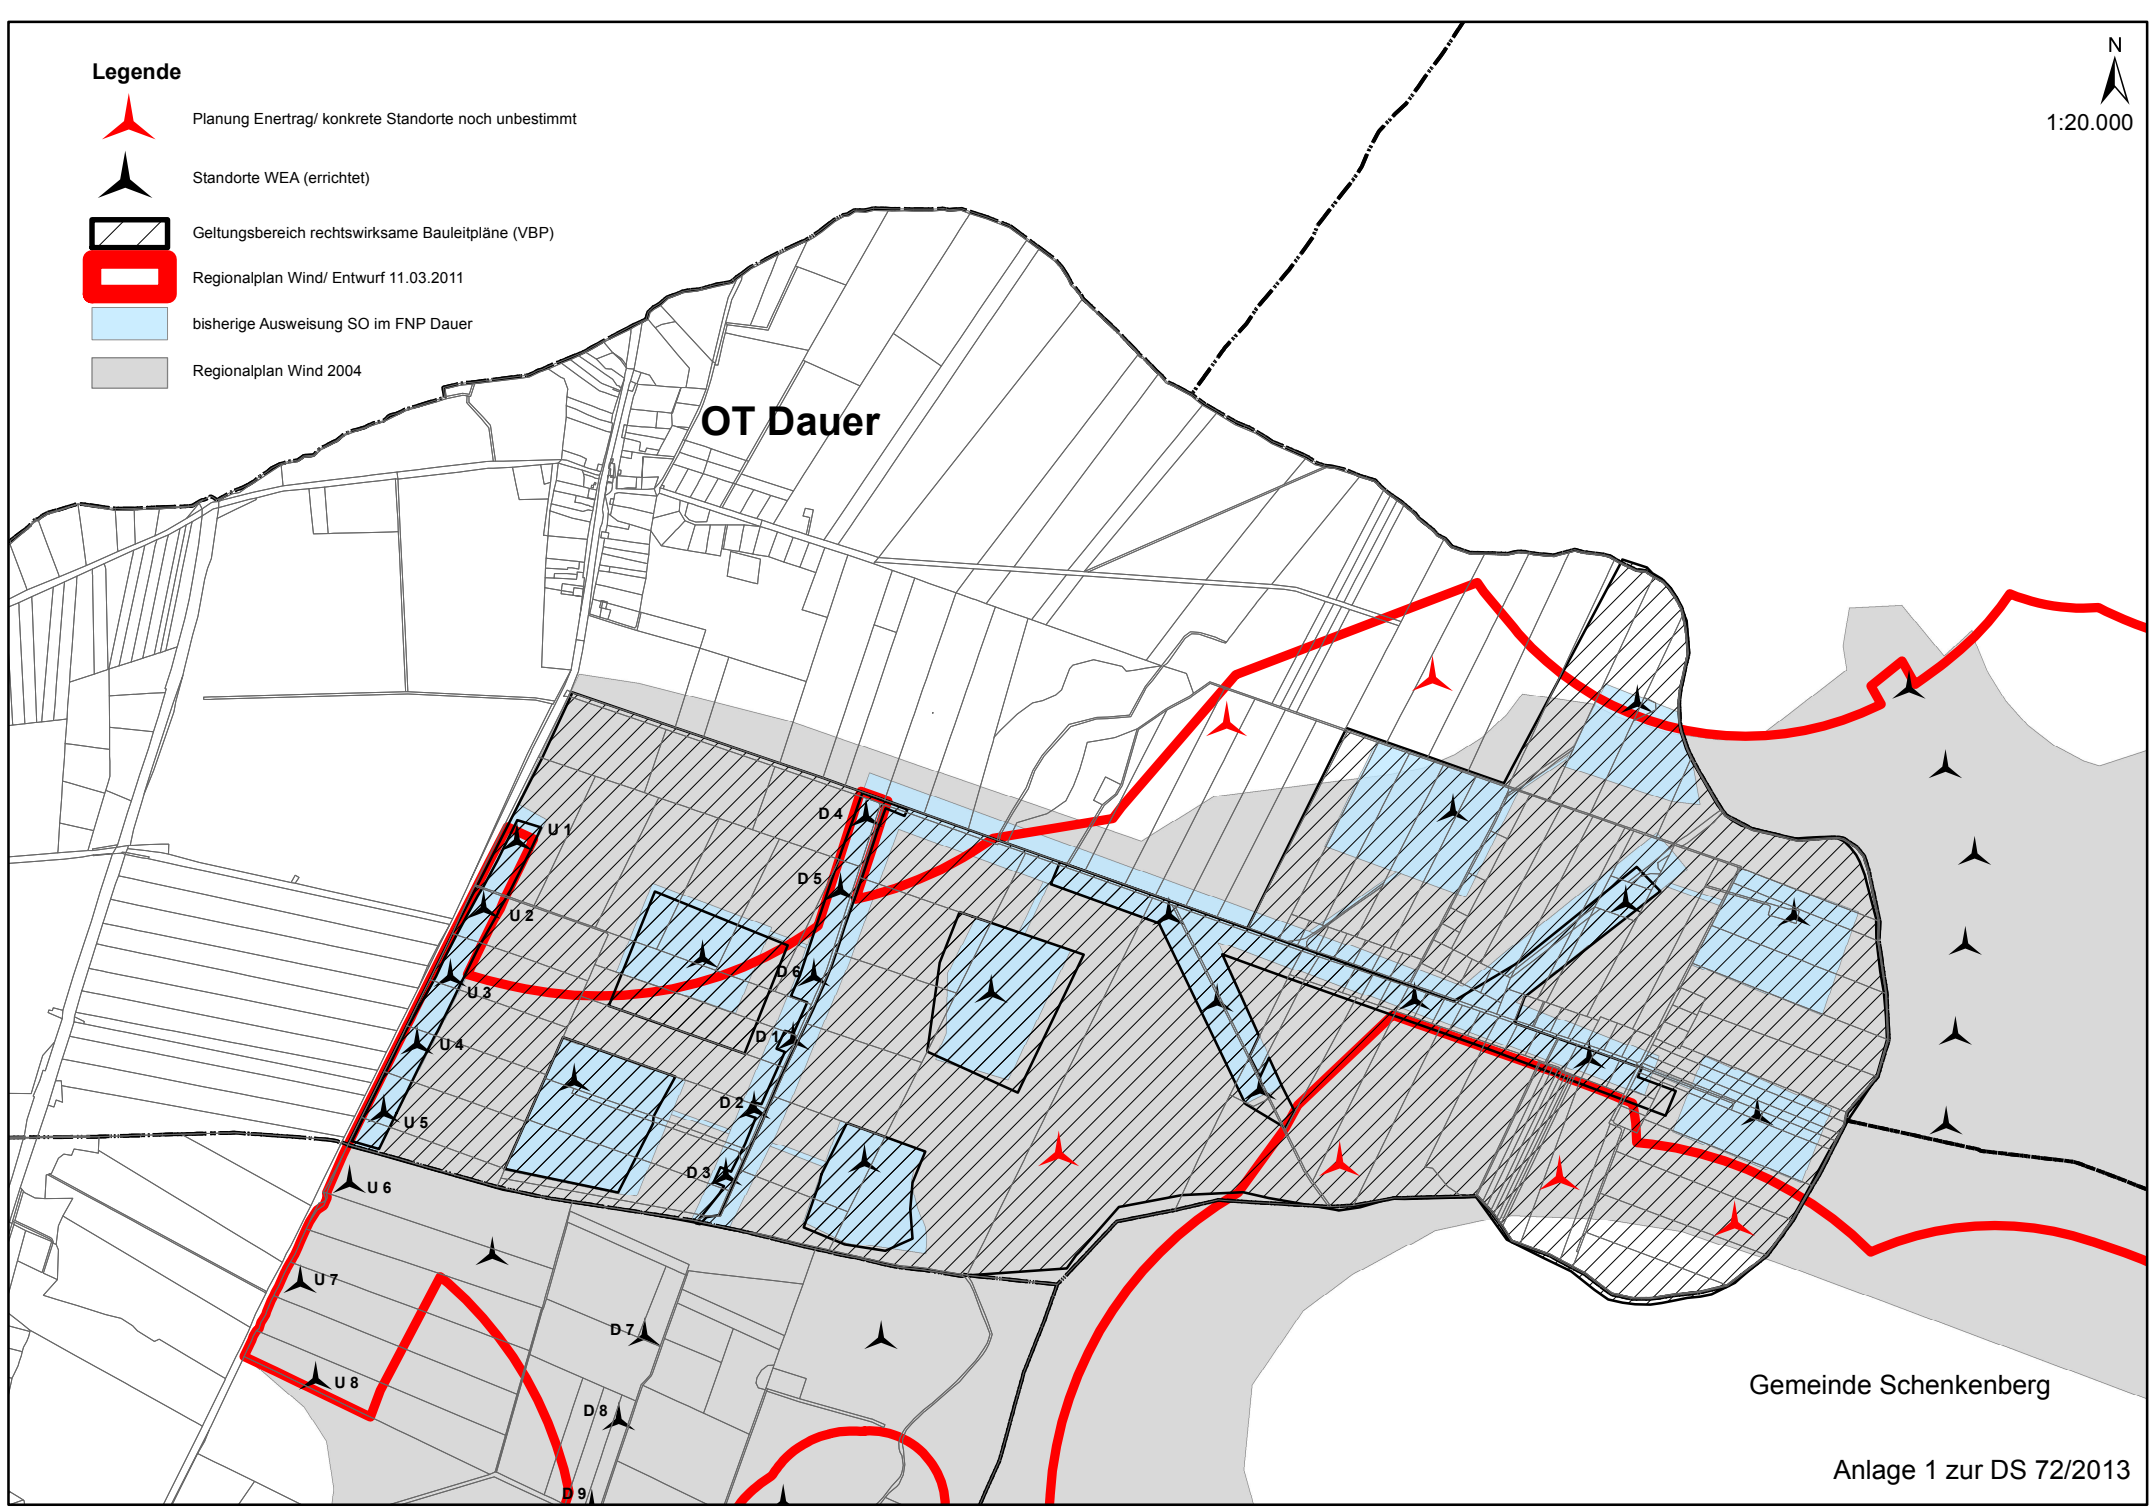 Legende
Planung Enertrag/ konkrete Standorte noch unbestimmt
Standorte WEA (errichtet)
Geltungsbereich rechtswirksame Bauleitpläne (VBP)
Regionalplan Wind/ Entwurf 11.03.2011
bisherige Ausweisung SO im FNP Dauer
Regionalplan Wind 2004
N
1:20.000
OT Dauer
D 4
U 1
D 5
U 2
D 6
U 3
D 1
U 4
D 2
U 5
D 3
U 6
U 7
D 7
U 8
D 8
D 9
Gemeinde Schenkenberg
Anlage 1 zur DS 72/2013